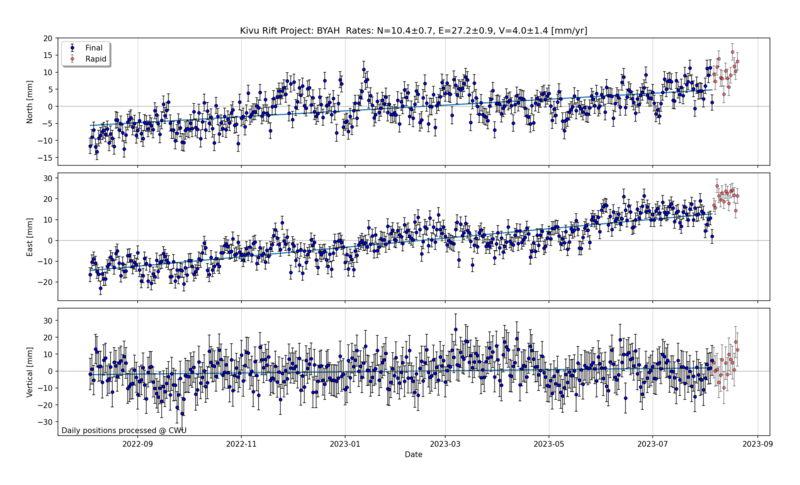 Kivu Rift Project: BYAH Rates: N=10.4±0.7, E=27.2±0.9, V=4.0±1.4 [mm/yr]
Final
Rapid
North [mm]
20
15
10
5
0
−5
−10
−15
East [mm]
30
20
10
0
−10
−20
Vertical [mm]
30
20
10
0
−10
−20
−30
Daily positions processed @ CWU
2022-09 2022-11 2023-01 2023-03 2023-05 2023-07 2023-09
Date